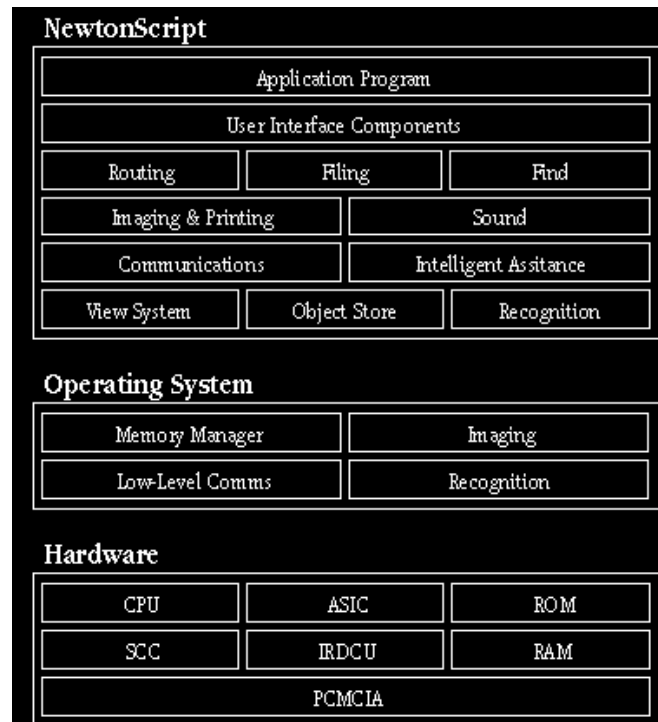 NewtonScript
Application Program
User Interface Components
Routing Filing Find
Imaging & Printing Sound
Communications Intelligent Assitance
View System Object Store Recognition
Operating System
Memory Manager Imaging
Low-Level Comms Recognition
Hardware
CPU ASIC ROM
SCC IRDCU RAM
PCMCIA